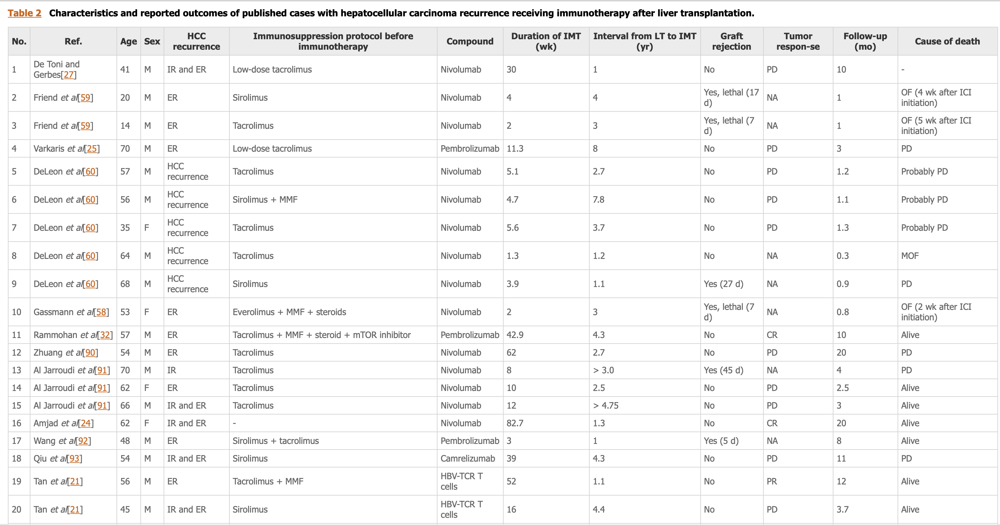 Table 2 Characteristics and reported outcomes of published cases with hepatocellular carcinoma recurrence receiving immunotherapy after liver transplantation.
No. Ref. Age Sex HCC recurrence Immunosuppression protocol before immunotherapy Compound Duration of IMT (wk) Interval from LT to IMT (yr) Graft rejection Tumor respon-se Follow-up (mo) Cause of death
1 De Toni and Gerbes[27] 41 M IR and ER Low-dose tacrolimus Nivolumab 30 1 No PD 10 -
2 Friend et al[59] 20 M ER Sirolimus Nivolumab 4 4 Yes, lethal (17 d) NA 1 OF (4 wk after ICI initiation)
3 Friend et al[59] 14 M ER Tacrolimus Nivolumab 2 3 Yes, lethal (7 d) NA 1 OF (5 wk after ICI initiation)
4 Varkaris et al[25] 70 M ER Low-dose tacrolimus Pembrolizumab 11.3 8 No PD 3 PD
5 DeLeon et al[60] 57 M HCC recurrence Tacrolimus Nivolumab 5.1 2.7 No PD 1.2 Probably PD
6 DeLeon et al[60] 56 M HCC recurrence Sirolimus + MMF Nivolumab 4.7 7.8 No PD 1.1 Probably PD
7 DeLeon et al[60] 35 F HCC recurrence Tacrolimus Nivolumab 5.6 3.7 No PD 1.3 Probably PD
8 DeLeon et al[60] 64 M HCC recurrence Tacrolimus Nivolumab 1.3 1.2 No NA 0.3 MOF
9 DeLeon et al[60] 68 M HCC recurrence Sirolimus Nivolumab 3.9 1.1 Yes (27 d) NA 0.9 PD
10 Gassmann et al[58] 53 F ER Everolimus + MMF + steroids Nivolumab 2 3 Yes, lethal (7 d) NA 0.8 OF (2 wk after ICI initiation)
11 Rammohan et al[32] 57 M ER Tacrolimus + MMF + steroid + mTOR inhibitor Pembrolizumab 42.9 4.3 No CR 10 Alive
12 Zhuang et al[90] 54 M ER Tacrolimus Nivolumab 62 2.7 No PD 20 PD
13 Al Jarroudi et al[91] 70 M IR Tacrolimus Nivolumab 8 > 3.0 Yes (45 d) NA 4 PD
14 Al Jarroudi et al[91] 62 F ER Tacrolimus Nivolumab 10 2.5 No PD 2.5 Alive
15 Al Jarroudi et al[91] 66 M IR and ER Tacrolimus Nivolumab 12 > 4.75 No PD 3 Alive
16 Amjad et al[24] 62 F IR and ER - Nivolumab 82.7 1.3 No CR 20 Alive
17 Wang et al[92] 48 M ER Sirolimus + tacrolimus Pembrolizumab 3 1 Yes (5 d) NA 8 Alive
18 Qiu et al[93] 54 M IR and ER Sirolimus Camrelizumab 39 4.3 No PD 11 PD
19 Tan et al[21] 56 M ER Tacrolimus + MMF HBV-TCR T cells 52 1.1 No PR 12 Alive
20 Tan et al[21] 45 M IR and ER Sirolimus HBV-TCR T cells 16 4.4 No PD 3.7 Alive